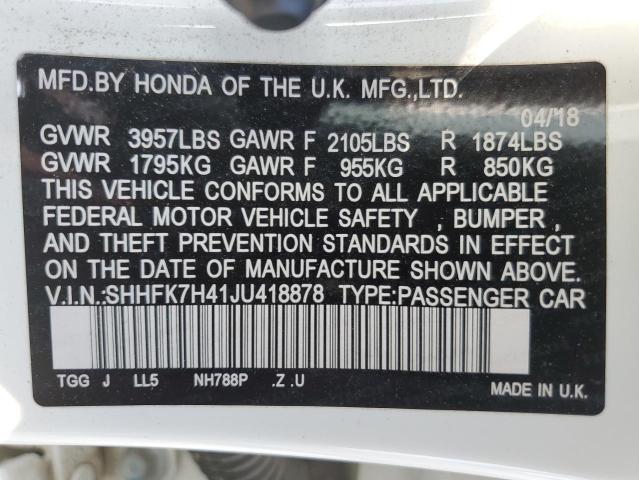 MFD.BY HONDA OF THE U.K. MFG.,LTD.
04/18
GVWR 3957LBS GAWR F 2105LBS R 1874LBS
GVWR 1795KG GAWR F 955KG R 850KG
THIS VEHICLE CONFORMS TO ALL APPLICABLE
FEDERAL MOTOR VEHICLE SAFETY , BUMPER ,
AND THEFT PREVENTION STANDARDS IN EFFECT
ON THE DATE OF MANUFACTURE SHOWN ABOVE.
V.I.N.:SHHFK7H41JU418878 TYPE:PASSENGER CAR
TGG J LL5 NH788P .Z .U
MADE IN U.K.